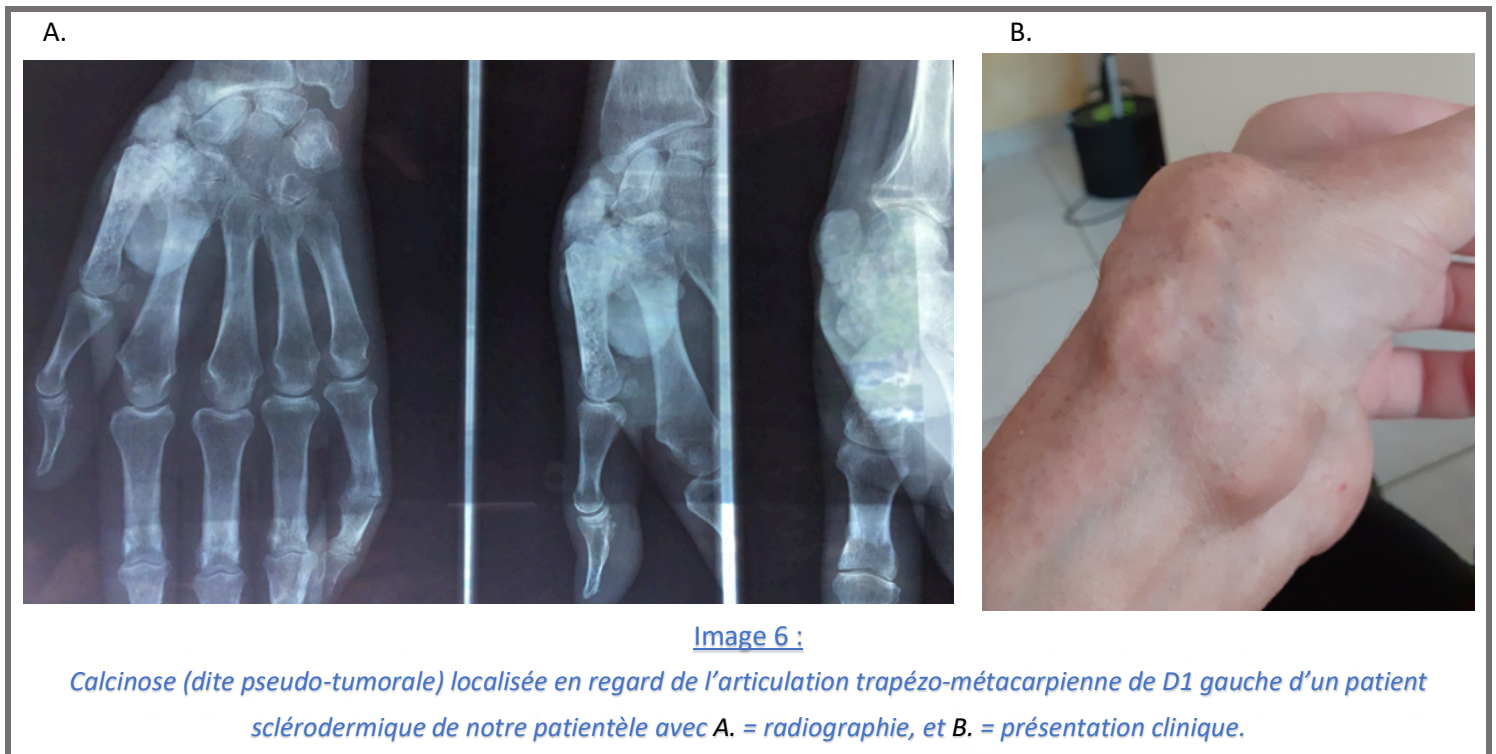 A.
B.
Image 6 :
Calcinose (dite pseudo-tumorale) localisée en regard de l’articulation trapézo-métacarpienne de D1 gauche d’un patient
sclérodermique de notre patientèle avec A. = radiographie, et B. = présentation clinique.